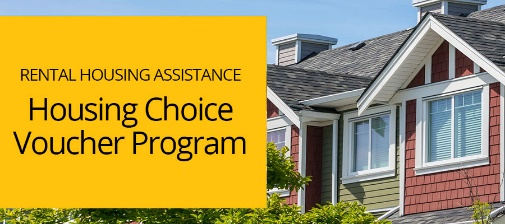 RENTAL HOUSING ASSISTANCE
Housing Choice
Voucher Program